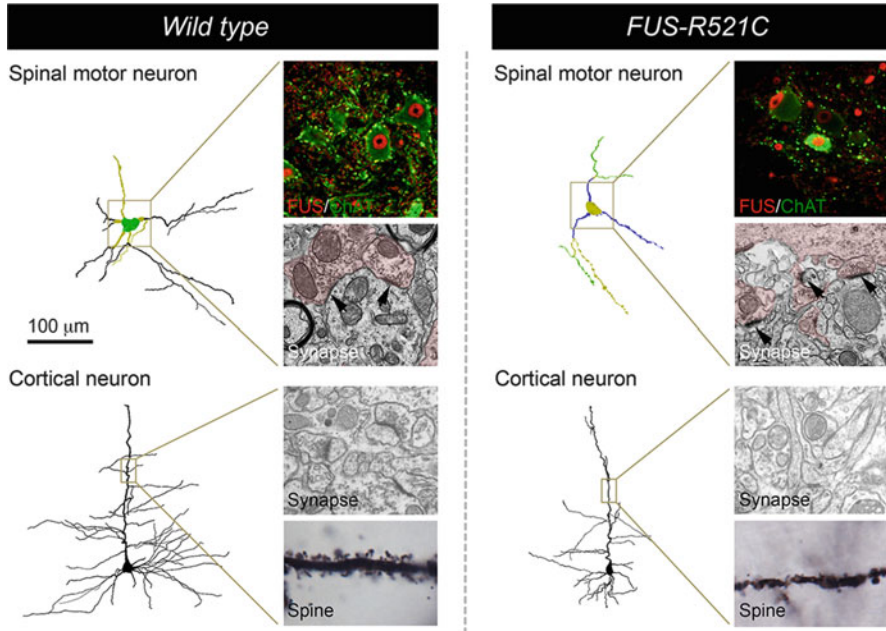 Wild type
Spinal motor neuron
FUS/ChAT
Synapse
100 μm
Cortical neuron
Synapse
Spine
FUS-R521C
Spinal motor neuron
FUS/ChAT
Synapse
Cortical neuron
Synapse
Spine